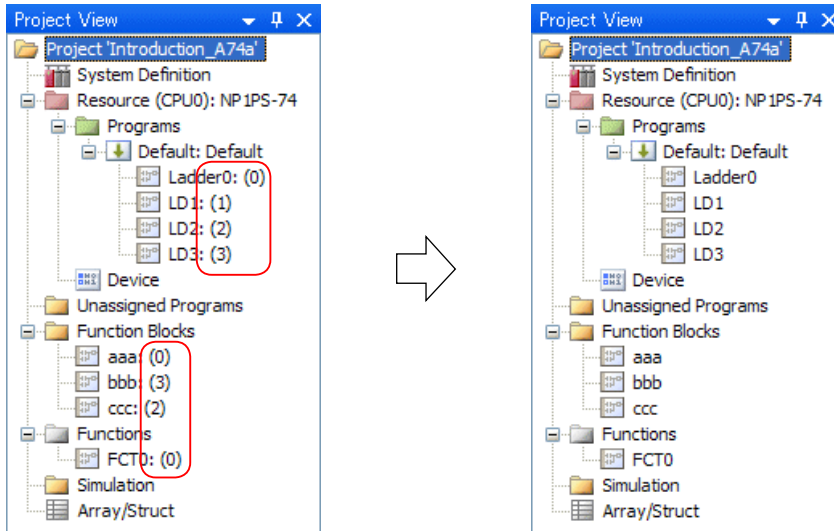 Project View
Project 'Introduction_A74a'
System Definition
Resource (CPU0): NP1PS-74
Programs
Default: Default
Ladder0: (0)
LD1: (1)
LD2: (2)
LD3: (3)
Device
Unassigned Programs
Function Blocks
aaa: (0)
bbb: (3)
ccc: (2)
Functions
FCT0: (0)
Simulation
Array/Struct
Project View
Project 'Introduction_A74a'
System Definition
Resource (CPU0): NP1PS-74
Programs
Default: Default
Ladder0
LD1
LD2
LD3
Device
Unassigned Programs
Function Blocks
aaa
bbb
ccc
Functions
FCT0
Simulation
Array/Struct